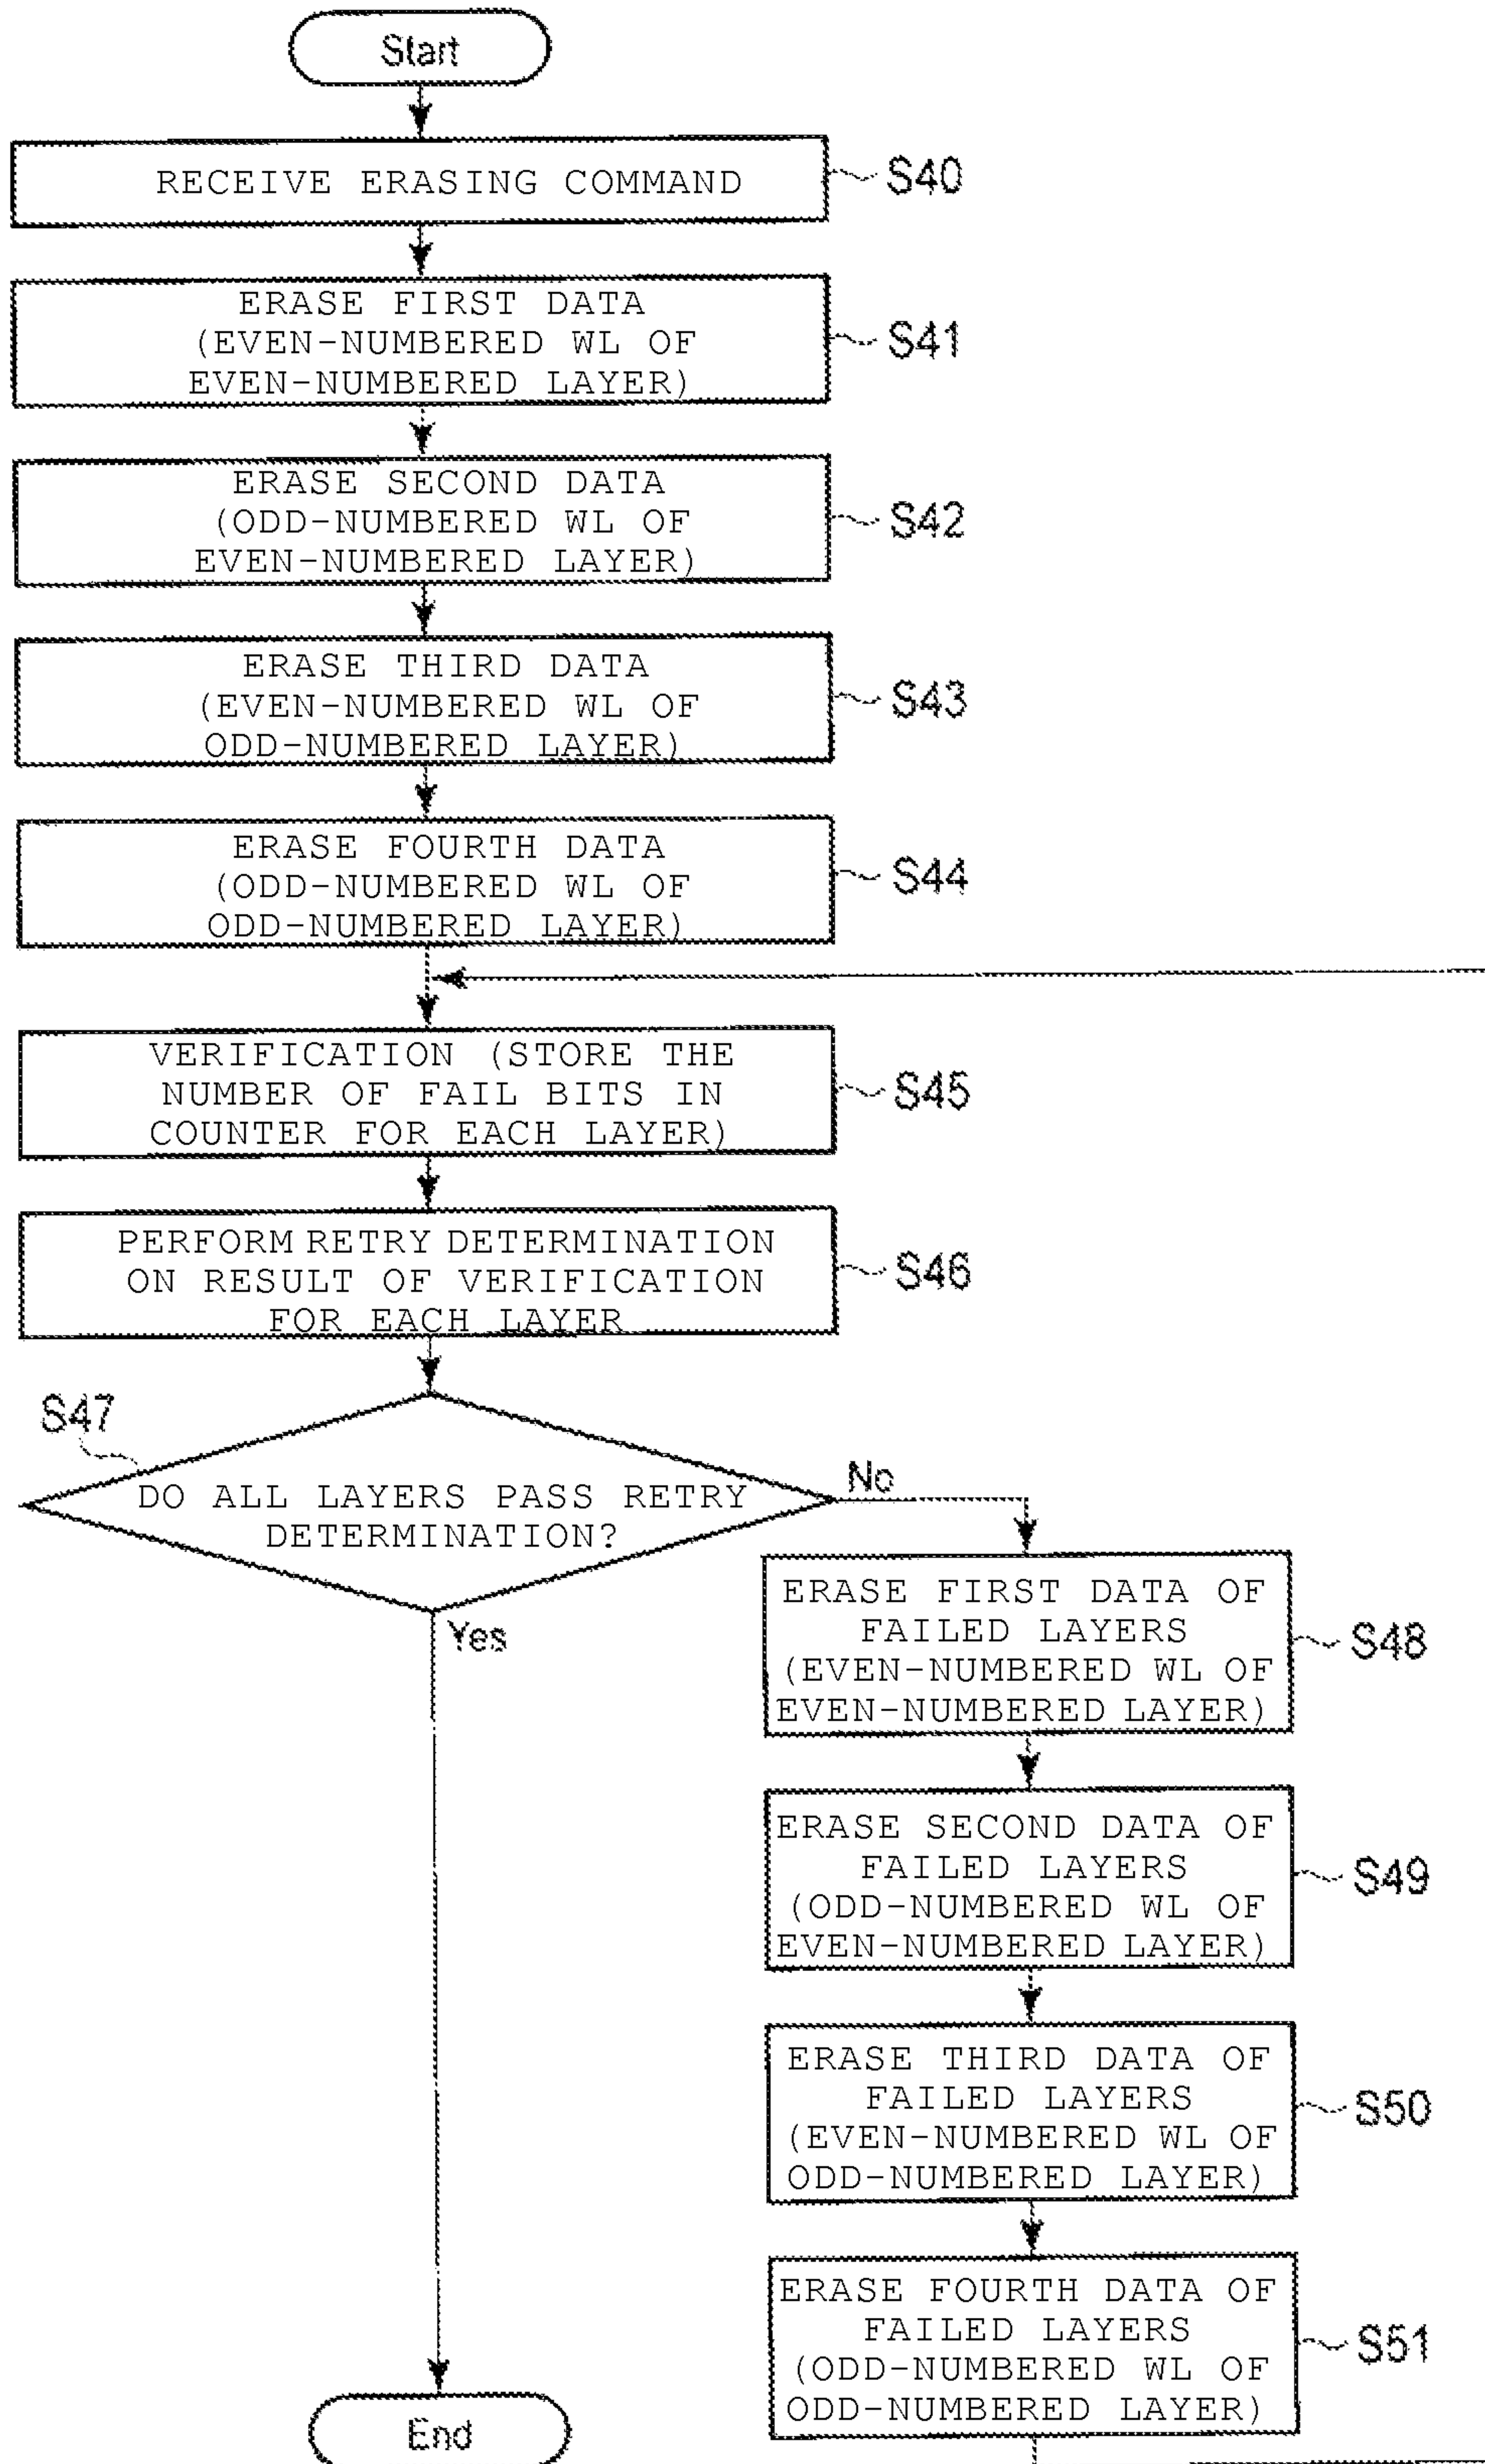 Start
RECEIVE ERASING COMMAND
S40
ERASE FIRST DATA
(EVEN-NUMBERED WL OF
EVEN-NUMBERED LAYER)
S41
ERASE SECOND DATA
(ODD-NUMBERED WL OF
EVEN-NUMBERED LAYER)
S42
ERASE THIRD DATA
(EVEN-NUMBERED WL OF
ODD-NUMBERED LAYER)
S43
ERASE FOURTH DATA
(ODD-NUMBERED WL OF
ODD-NUMBERED LAYER)
S44
VERIFICATION (STORE THE
NUMBER OF FAIL BITS IN
COUNTER FOR EACH LAYER)
S45
PERFORM RETRY DETERMINATION
ON RESULT OF VERIFICATION
FOR EACH LAYER
S46
S47
DO ALL LAYERS PASS RETRY
DETERMINATION?
No
Yes
ERASE FIRST DATA OF
FAILED LAYERS
(EVEN-NUMBERED WL OF
EVEN-NUMBERED LAYER)
S48
ERASE SECOND DATA OF
FAILED LAYERS
(ODD-NUMBERED WL OF
EVEN-NUMBERED LAYER)
S49
ERASE THIRD DATA OF
FAILED LAYERS
(EVEN-NUMBERED WL OF
ODD-NUMBERED LAYER)
S50
ERASE FOURTH DATA OF
FAILED LAYERS
(ODD-NUMBERED WL OF
ODD-NUMBERED LAYER)
S51
End